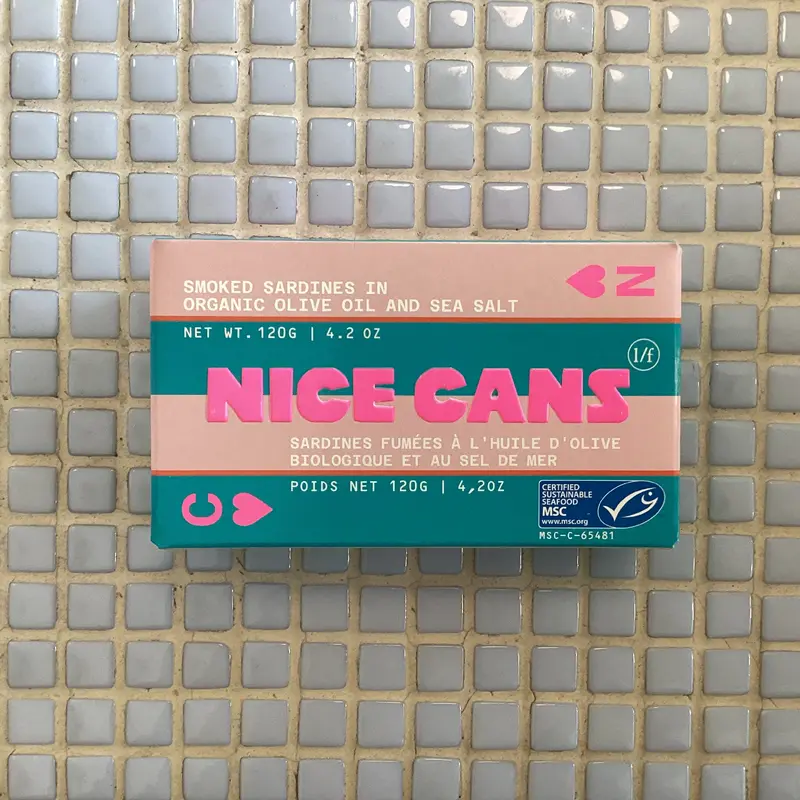 SMOKED SARDINES IN
ORGANIC OLIVE OIL AND SEA SALT
N
NET WT. 120G | 4.2 OZ
1/f
NICE CANS
SARDINES FUMÉES À L'HUILE D'OLIVE
BIOLOGIQUE ET AU SEL DE MER
C
POIDS NET 120G | 4,2OZ
CERTIFIED
SUSTAINABLE
SEAFOOD
MSC
www.msc.org
MSC-C-65481